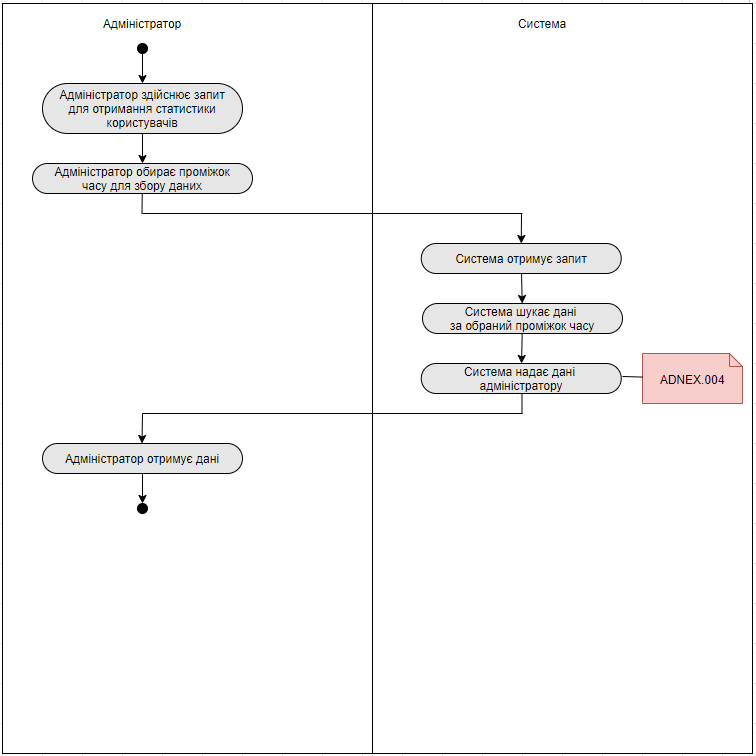 Адміністратор
Система
Адміністратор здійснює запит
для отримання статистики
користувачів
Адміністратор обирає проміжок
часу для збору даних
Система отримує запит
Система шукає дані
за обраний проміжок часу
Система надає дані
адміністратору
ADNEX.004
Адміністратор отримує дані